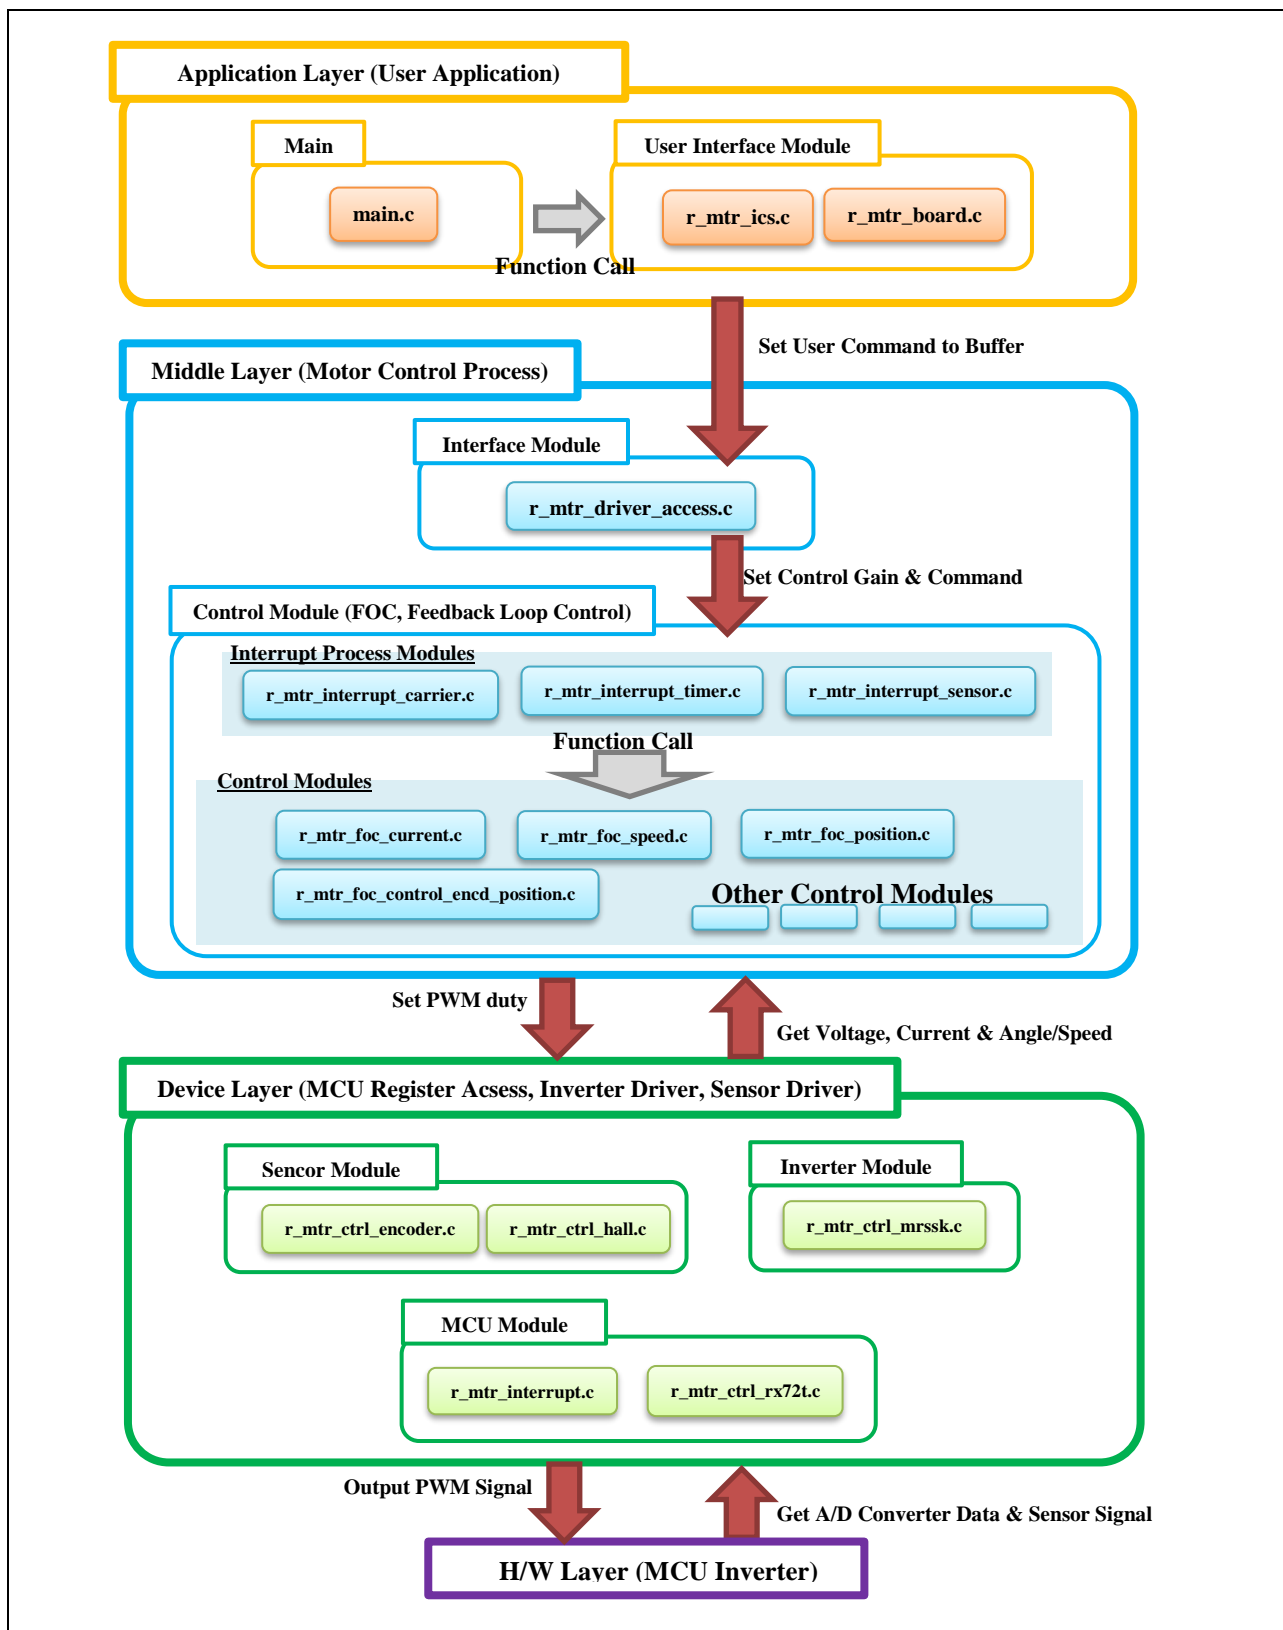 Application Layer (User Application)
Main
User Interface Module
main.c
r_mtr_ics.c
r_mtr_board.c
Function Call
Set User Command to Buffer
Middle Layer (Motor Control Process)
Interface Module
r_mtr_driver_access.c
Set Control Gain & Command
Control Module (FOC, Feedback Loop Control)
Interrupt Process Modules
r_mtr_interrupt_carrier.c
r_mtr_interrupt_timer.c
r_mtr_interrupt_sensor.c
Function Call
Control Modules
r_mtr_foc_current.c
r_mtr_foc_speed.c
r_mtr_foc_position.c
r_mtr_foc_control_encd_position.c
Other Control Modules
Set PWM duty
Get Voltage, Current & Angle/Speed
Device Layer (MCU Register Acsess, Inverter Driver, Sensor Driver)
Sencor Module
Inverter Module
r_mtr_ctrl_encoder.c
r_mtr_ctrl_hall.c
r_mtr_ctrl_mrssk.c
MCU Module
r_mtr_interrupt.c
r_mtr_ctrl_rx72t.c
Output PWM Signal
Get A/D Converter Data & Sensor Signal
H/W Layer (MCU Inverter)